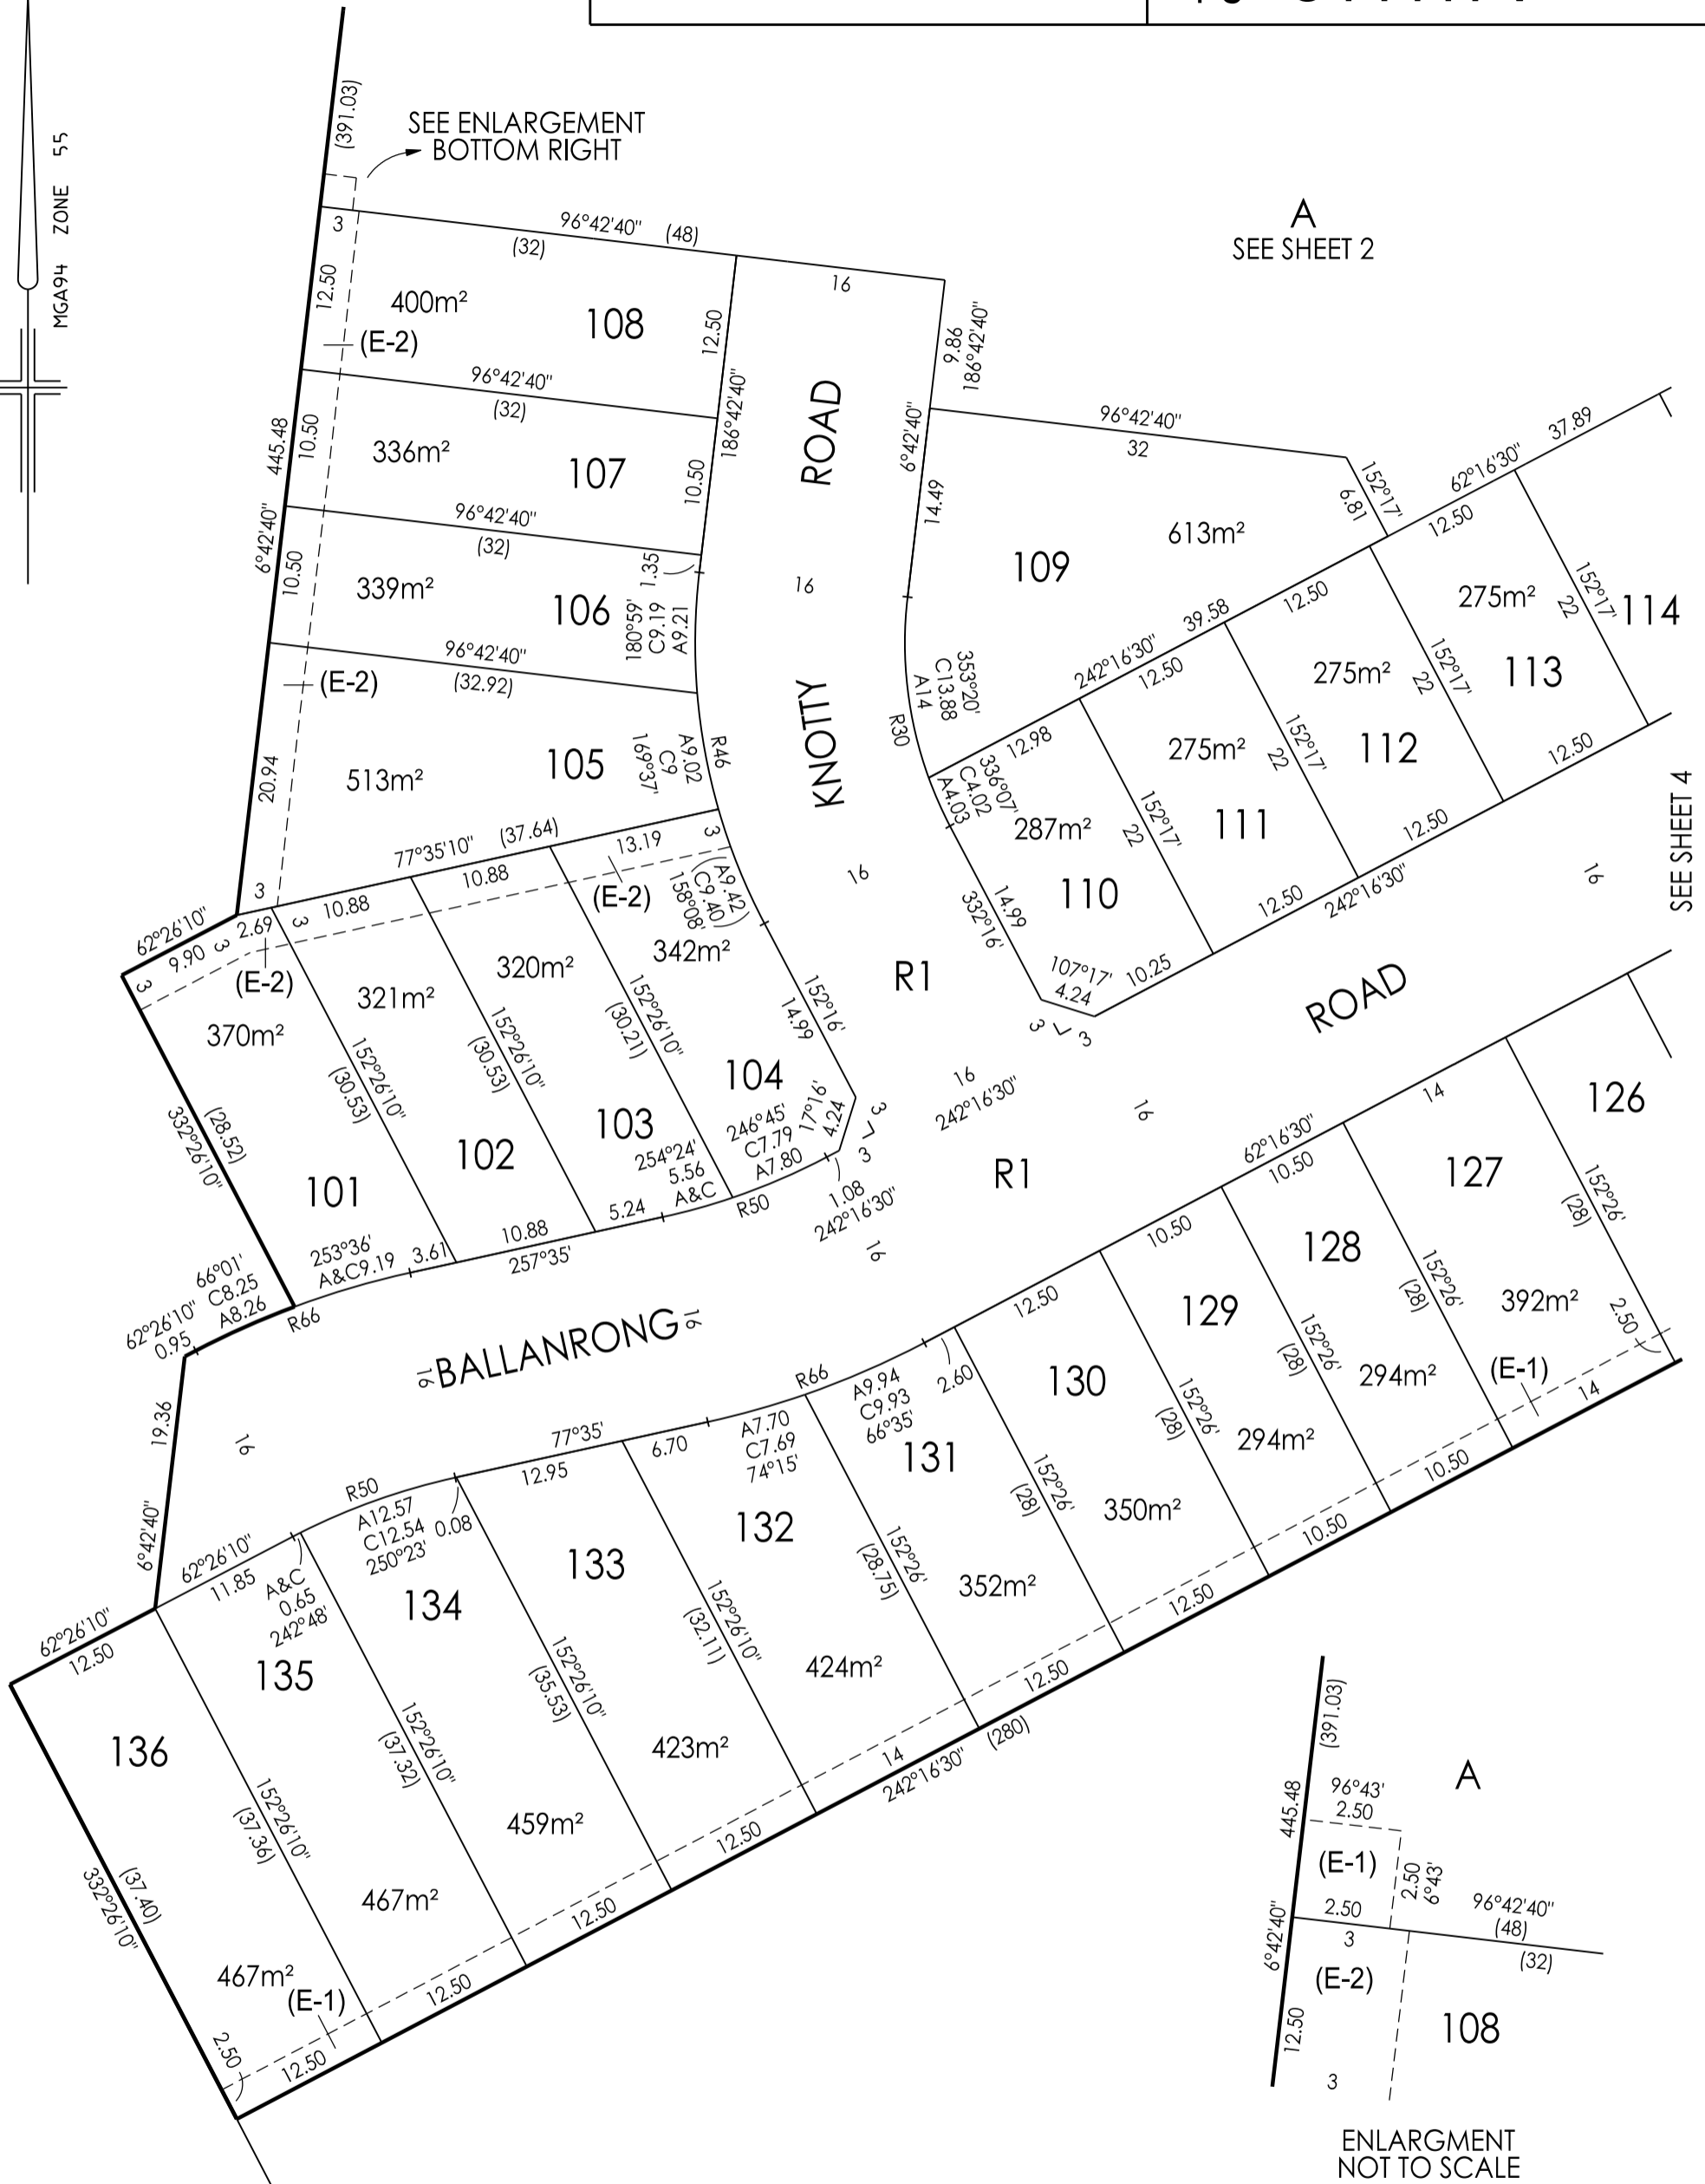 MGA94 ZONE 55
(391.03)
SEE ENLARGEMENT
BOTTOM RIGHT
A
SEE SHEET 2
3
96°42'40"
(48)
(32)
16
12.50
400m²
108
(E-2)
12.50
9.86
186°42'40"
96°42'40"
(32)
186°42'40"
ROAD
6°42'40"
96°42'40"
32
152°17'
6.81
62°16'30"
37.89
445.48
10.50
336m²
107
10.50
14.49
613m²
109
12.50
6°42'40"
96°42'40"
(32)
10.50
339m²
106
1.35
180°59'
C9.19
A9.21
16
242°16'30"
39.58
12.50
275m²
152°17'
22
114
113
96°42'40"
(32.92)
(E-2)
KNOTTY
353°20'
C13.88
A14
R30
12.50
275m²
152°17'
22
112
12.50
20.94
513m²
105
A9.02
C9
169°37'
R46
12.98
275m²
152°17'
22
111
12.50
SEE SHEET 4
336°07'
C4.02
A4.03
287m²
152°17'
22
110
12.50
242°16'30"
16
77°35'10"
(37.64)
3
10.88
10.88
13.19
3
(E-2)
(A9.42)
(C9.40)
158°08'
16
332°16'
14.99
62°26'10"
9.90
3
2.69
3
(E-2)
3
370m²
321m²
320m²
342m²
R1
107°17'
4.24
10.25
3
3
ROAD
332°26'10"
(28.52)
152°26'10"
(30.53)
152°26'10"
(30.53)
152°26'10"
(30.21)
152°16'
14.99
104
103
102
101
17°16'
4.24
3
3
246°45'
C7.79
A7.80
254°24'
5.56
A&C
5.24
R50
1.08
242°16'30"
16
16
242°16'30"
16
R1
10.88
257°35'
253°36'
A&C9.19
3.61
66°01'
C8.25
A8.26
R66
62°26'10"
0.95
BALLANRONG
16
16
19.36
16
6°42'40"
62°16'30"
14
126
10.50
127
152°26'
(28)
392m²
2.50
(E-1)
14
10.50
128
152°26'
(28)
294m²
10.50
12.50
129
152°26'
(28)
294m²
10.50
2.60
130
152°26'
(28)
350m²
12.50
R66
A9.94
C9.93
66°35'
131
152°26'
(28)
352m²
12.50
77°35'
6.70
A7.70
C7.69
74°15'
132
152°26'
(28.75)
424m²
14
242°16'30"
(280)
12.95
133
152°26'10"
(32.11)
423m²
12.50
R50
A12.57
C12.54
250°23'
0.08
134
152°26'10"
(35.53)
459m²
12.50
62°26'10"
11.85
A&C
0.65
242°48'
135
152°26'10"
(37.32)
467m²
12.50
62°26'10"
12.50
136
152°26'10"
(37.36)
332°26'10"
(37.40)
467m²
(E-1)
2.50
12.50
(391.03)
445.48
A
96°43'
2.50
(E-1)
2.50
6°43'
2.50
96°42'40"
(48)
3
(32)
6°42'40"
(E-2)
12.50
108
3
ENLARGMENT
NOT TO SCALE